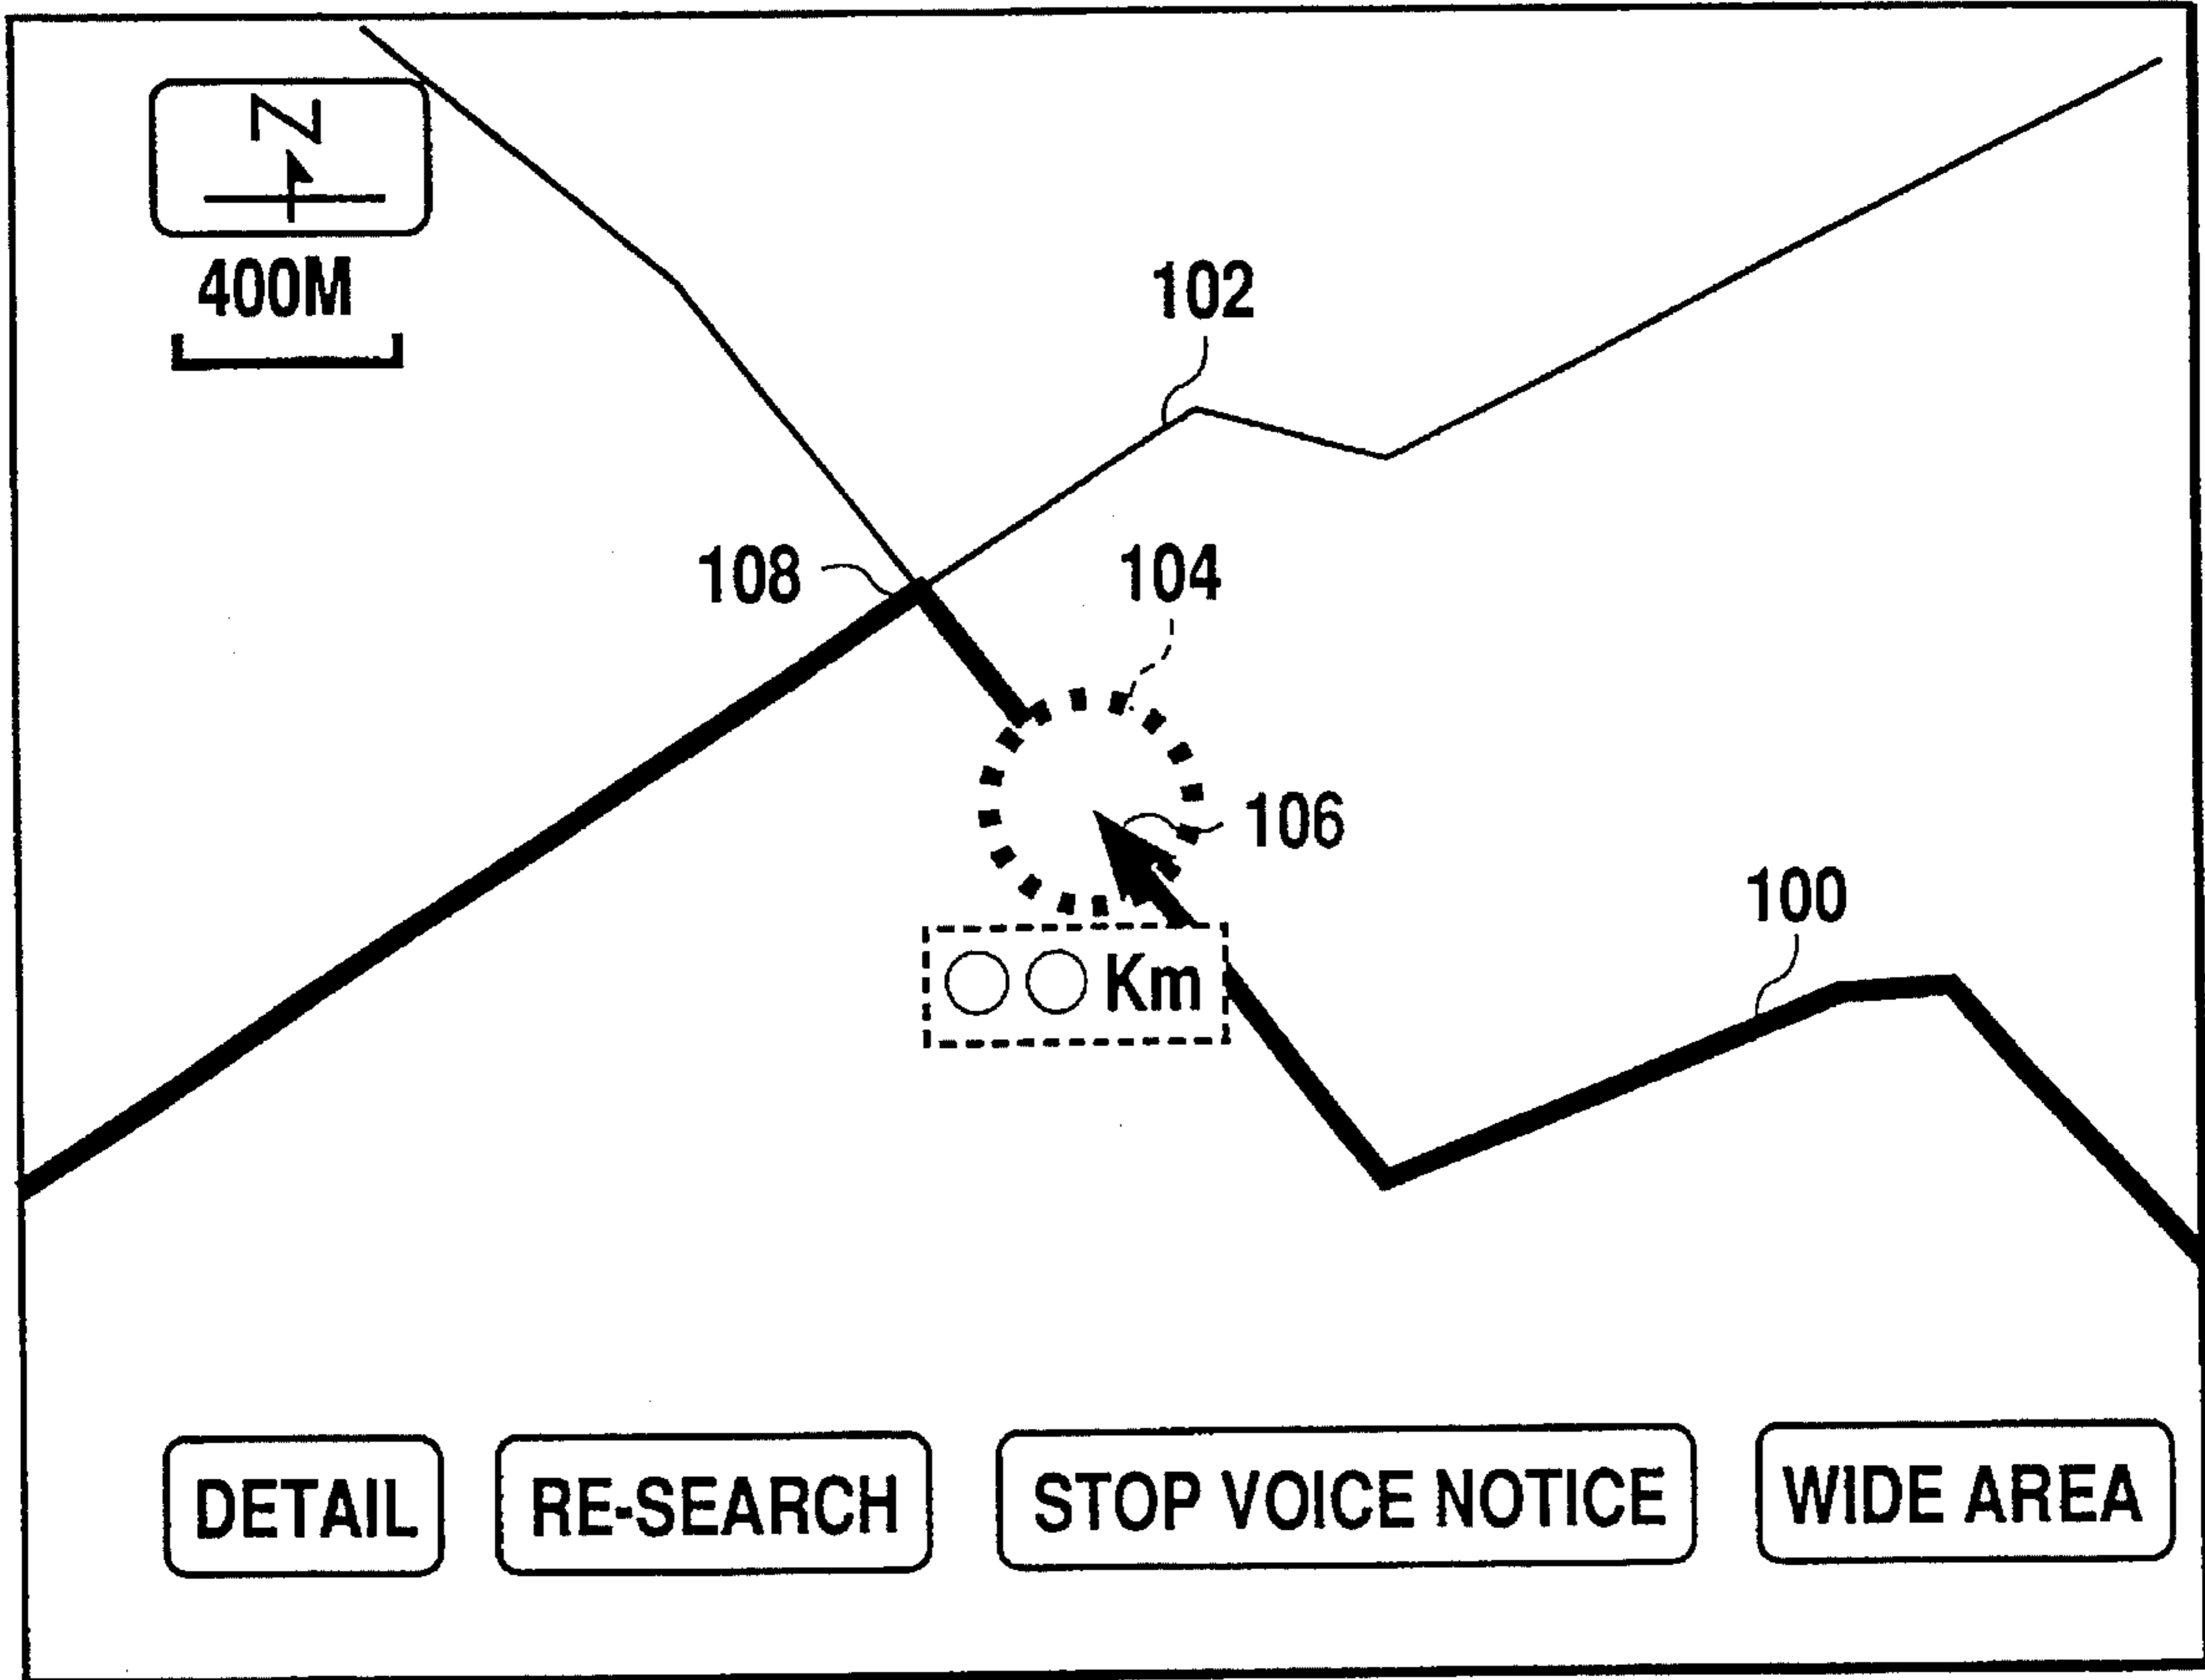 N
400M
102
108
104
106
100
○○Km
DETAIL
RE-SEARCH
STOP VOICE NOTICE
WIDE AREA